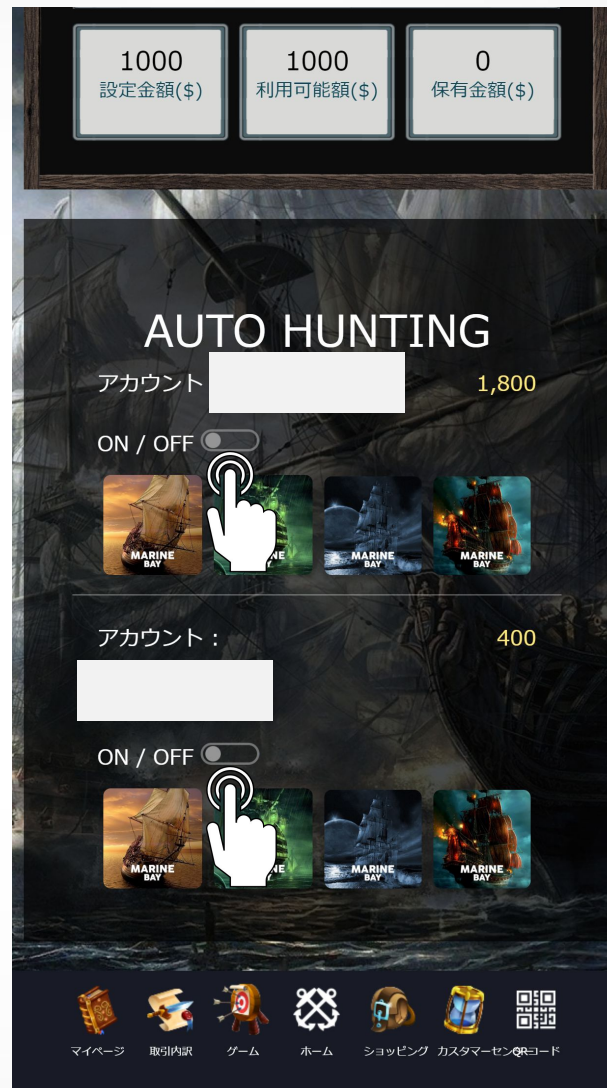 1000
設定金額($)
1000
利用可能額($)
0
保有金額($)
AUTO HUNTING
アカウント
1,800
ON / OFF
MARINE
BAY
NE
MARINE
BAY
MARINE
BAY
アカウント：
400
ON / OFF
MARINE
BAY
NE
MARINE
BAY
MARINE
BAY
マイページ
取引内訳
ゲーム
ホーム
ショッピング
カスタマーセン
QRコード